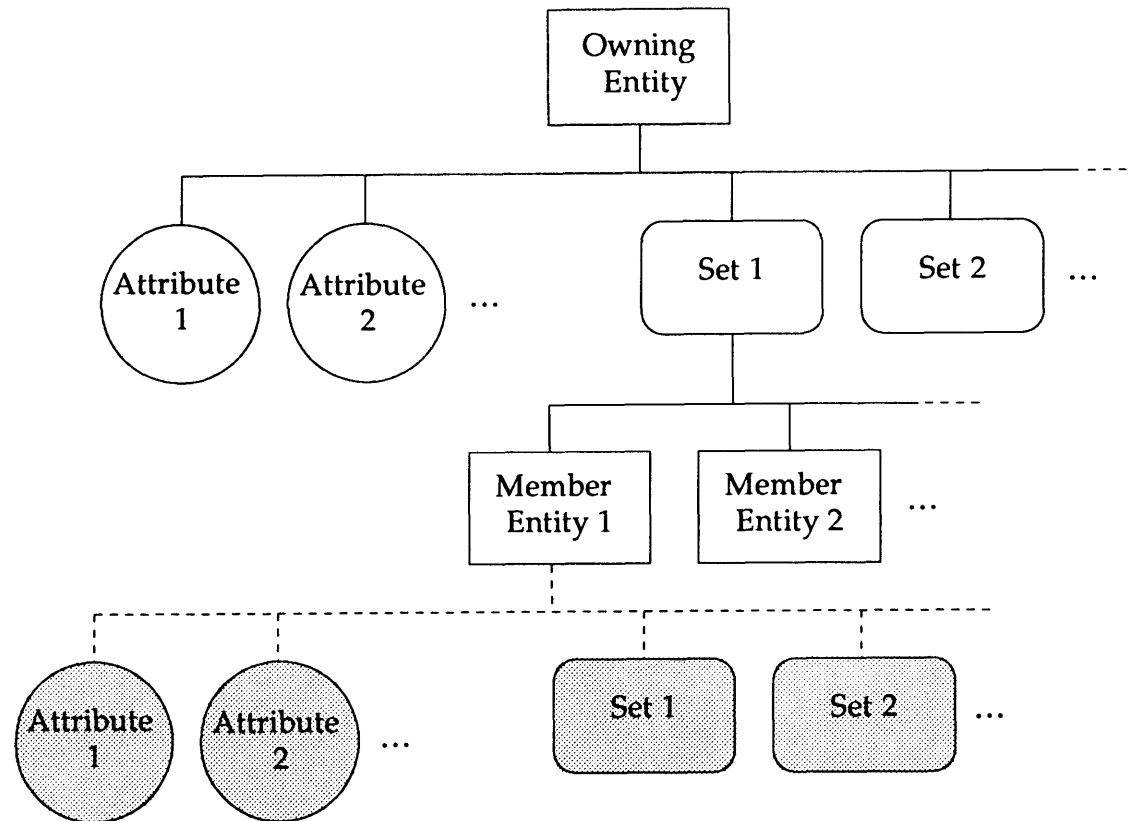 Owning
Entity
Attribute
1
Attribute
2
...
Set 1
Set 2
...
Member
Entity 1
Member
Entity 2
...
Attribute
1
Attribute
2
...
Set 1
Set 2
...